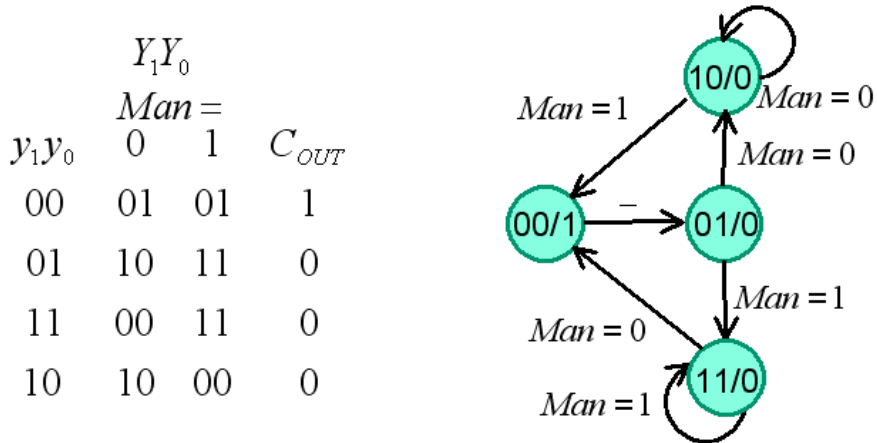 Y₁Y₀
Man =
y₁y₀ 0 1 C_OUT
00 01 01 1
01 10 11 0
11 00 11 0
10 10 00 0
10/0
Man = 0
Man = 1
Man = 0
00/1
–
01/0
Man = 1
Man = 0
11/0
Man = 1